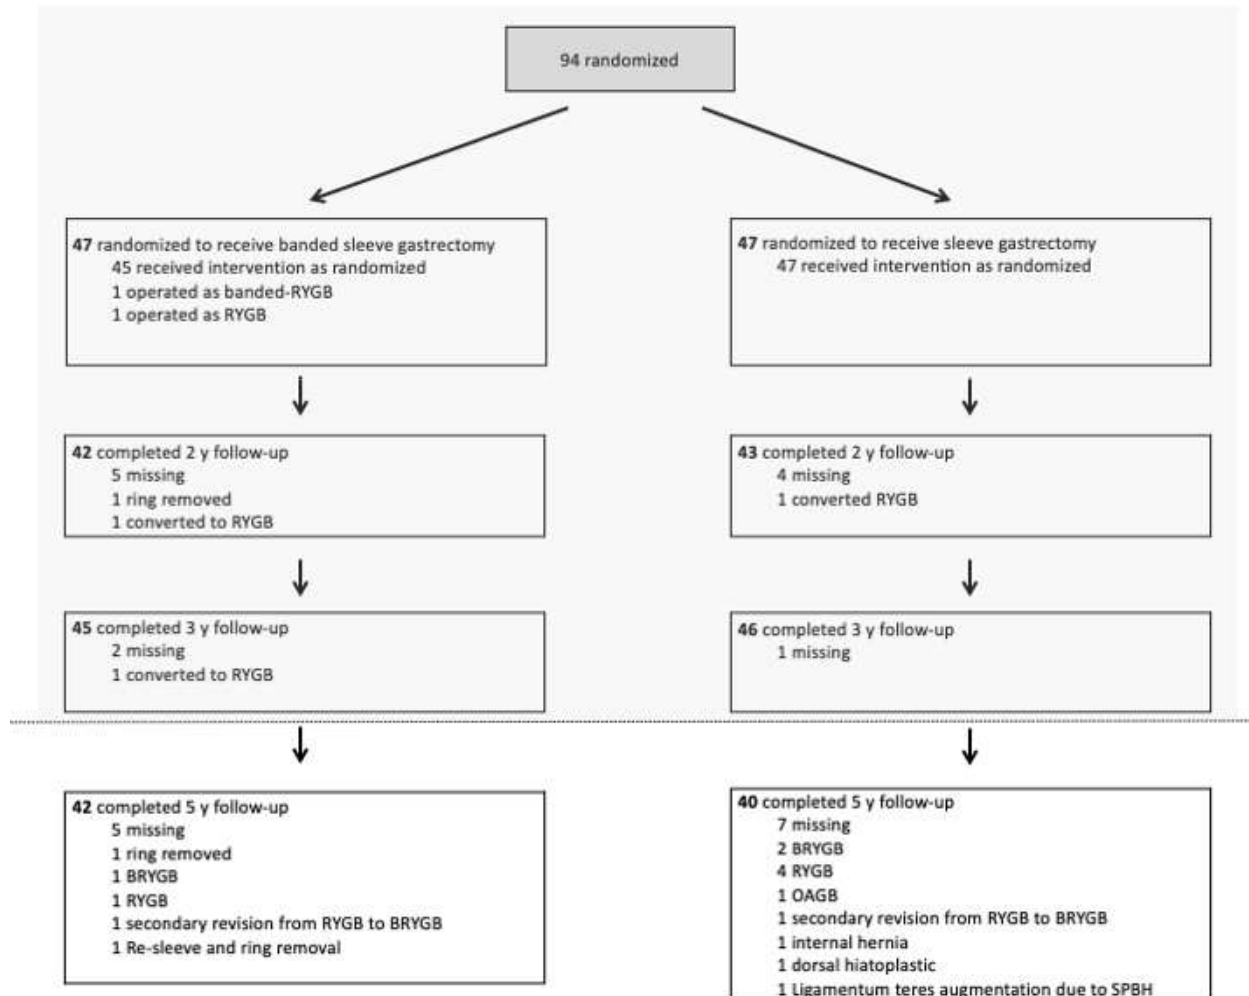 94 randomized
47 randomized to receive banded sleeve gastrectomy
45 received intervention as randomized
1 operated as banded-RYGB
1 operated as RYGB
47 randomized to receive sleeve gastrectomy
47 received intervention as randomized
42 completed 2 y follow-up
5 missing
1 ring removed
1 converted to RYGB
43 completed 2 y follow-up
4 missing
1 converted RYGB
45 completed 3 y follow-up
2 missing
1 converted to RYGB
46 completed 3 y follow-up
1 missing
42 completed 5 y follow-up
5 missing
1 ring removed
1 BRYGB
1 RYGB
1 secondary revision from RYGB to BRYGB
1 Re-sleeve and ring removal
40 completed 5 y follow-up
7 missing
2 BRYGB
4 RYGB
1 OAGB
1 secondary revision from RYGB to BRYGB
1 internal hernia
1 dorsal hiatoplastic
1 Ligamentum teres augmentation due to SPBH